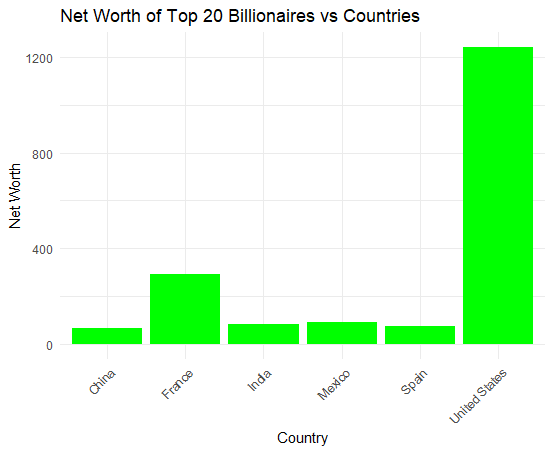 Net Worth of Top 20 Billionaires vs Countries
1200
800
400
0
Net Worth
China
France
India
Mexico
Spain
United States
Country